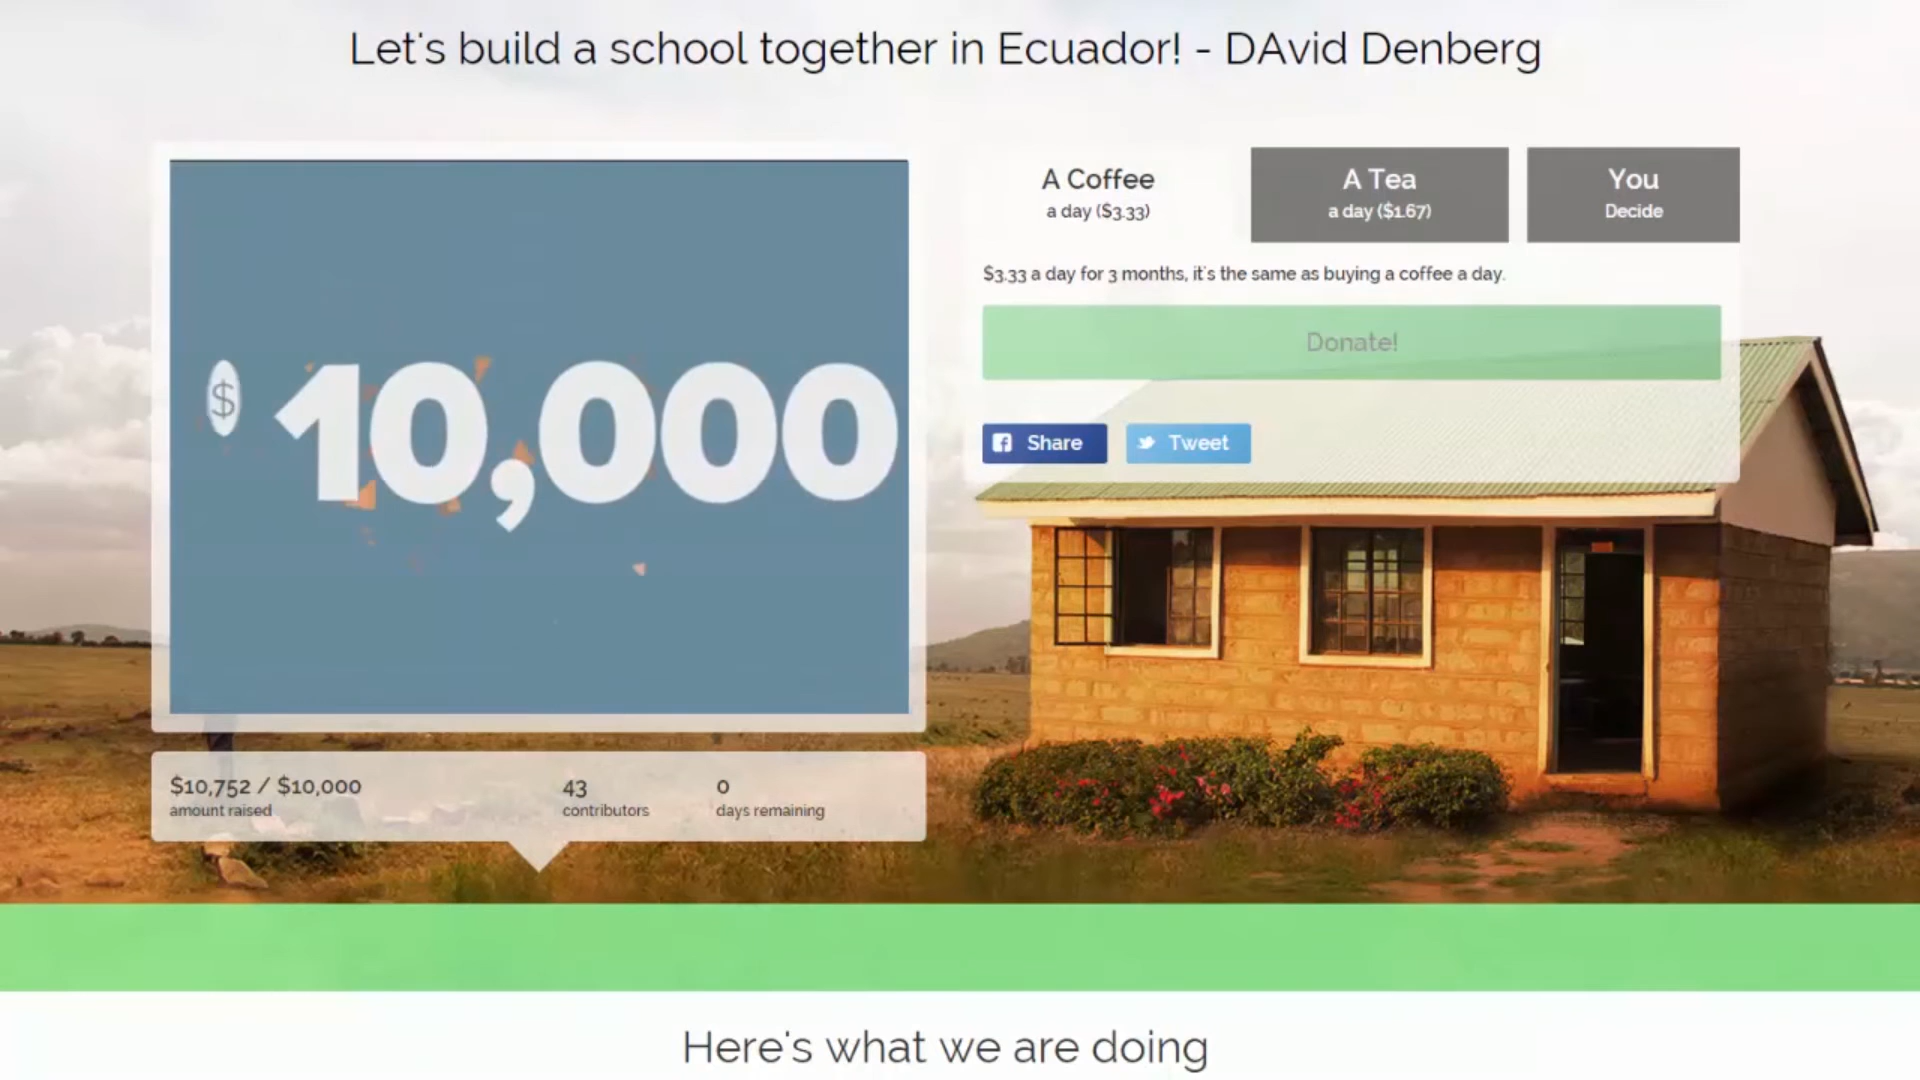 Let's build a school together in Ecuador! - DAvid Denberg
$ 10,000
A Coffee
a day ($3.33)
A Tea
a day ($1.67)
You
Decide
$3.33 a day for 3 months, it's the same as buying a coffee a day.
Donate!
Share
Tweet
$10,752 / $10,000
amount raised
43
contributors
0
days remaining
Here's what we are doing